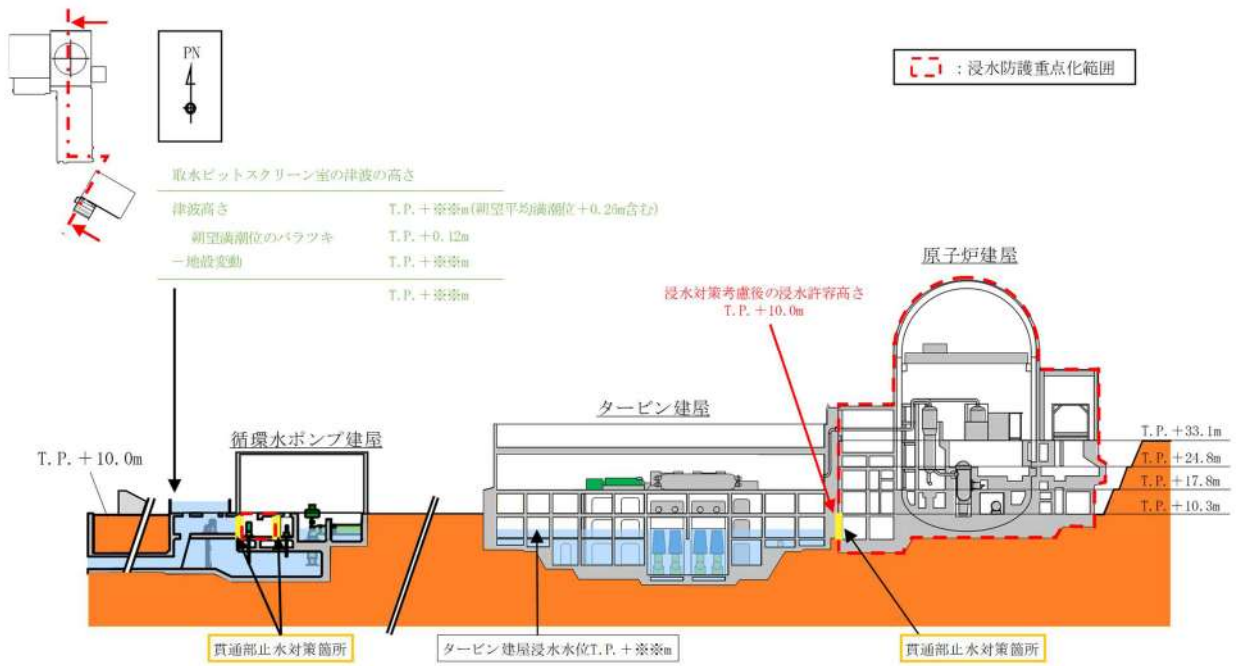 PN
：浸水防護重点化範囲
取水ピットスクリーン室の津波の高さ
津波高さ T.P.+※※m(朔望平均満潮位+0.26m含む)
朔望満潮位のバラツキ T.P.+0.12m
－地殻変動 T.P.+※※m
T.P.+※※m
原子炉建屋
浸水対策考慮後の浸水許容高さ
T.P.+10.0m
タービン建屋
循環水ポンプ建屋
T.P.+10.0m
T.P.+33.1m
T.P.+24.8m
T.P.+17.8m
T.P.+10.3m
貫通部止水対策箇所
タービン建屋浸水水位T.P.+※※m
貫通部止水対策箇所